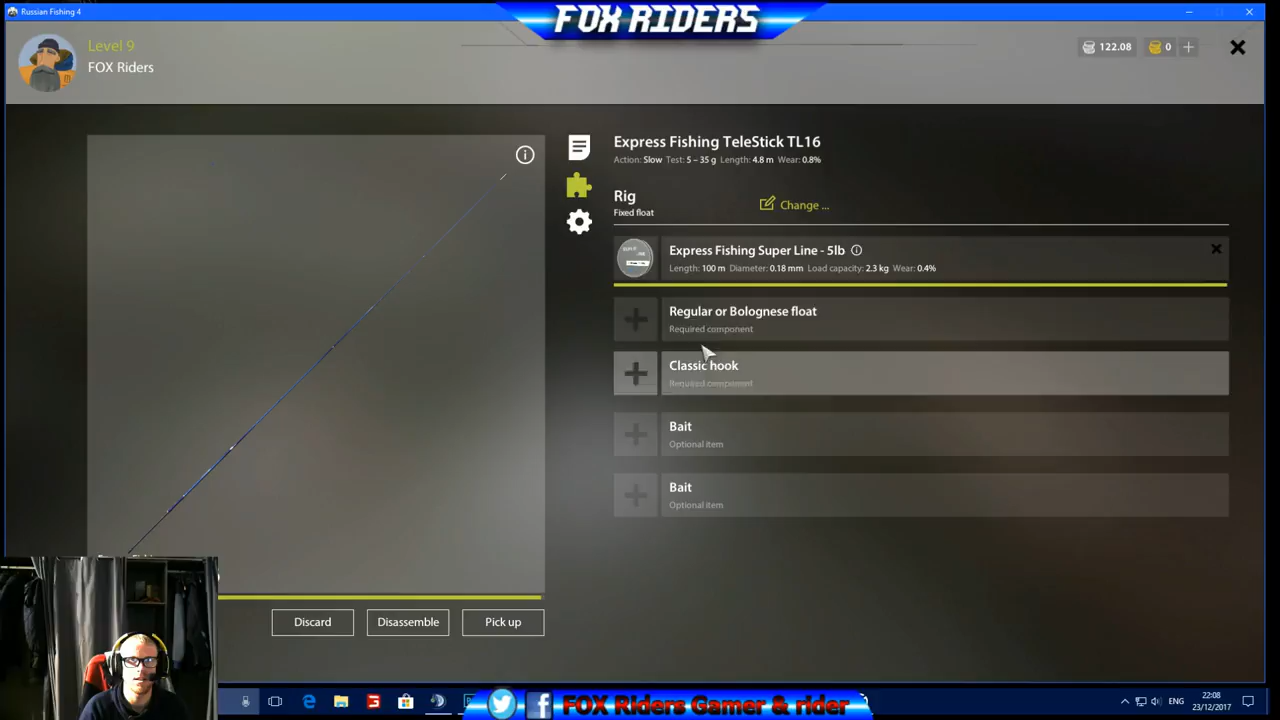 Russian Fishing 4
FOX RIDERS
Level 9
FOX Riders
122.08
0
Express Fishing TeleStick TL16
Action: Slow Test: 5 – 35 g Length: 4.8 m Wear: 0.8%
Rig
Fixed float
Change ...
Express Fishing Super Line - 5lb
Length: 100 m Diameter: 0.18 mm Load capacity: 2.3 kg Wear: 0.4%
Regular or Bolognese float
Required component
Classic hook
Required component
Bait
Optional item
Bait
Optional item
Discard
Disassemble
Pick up
FOX Riders Gamer & rider
ENG
22:08
23/12/2017